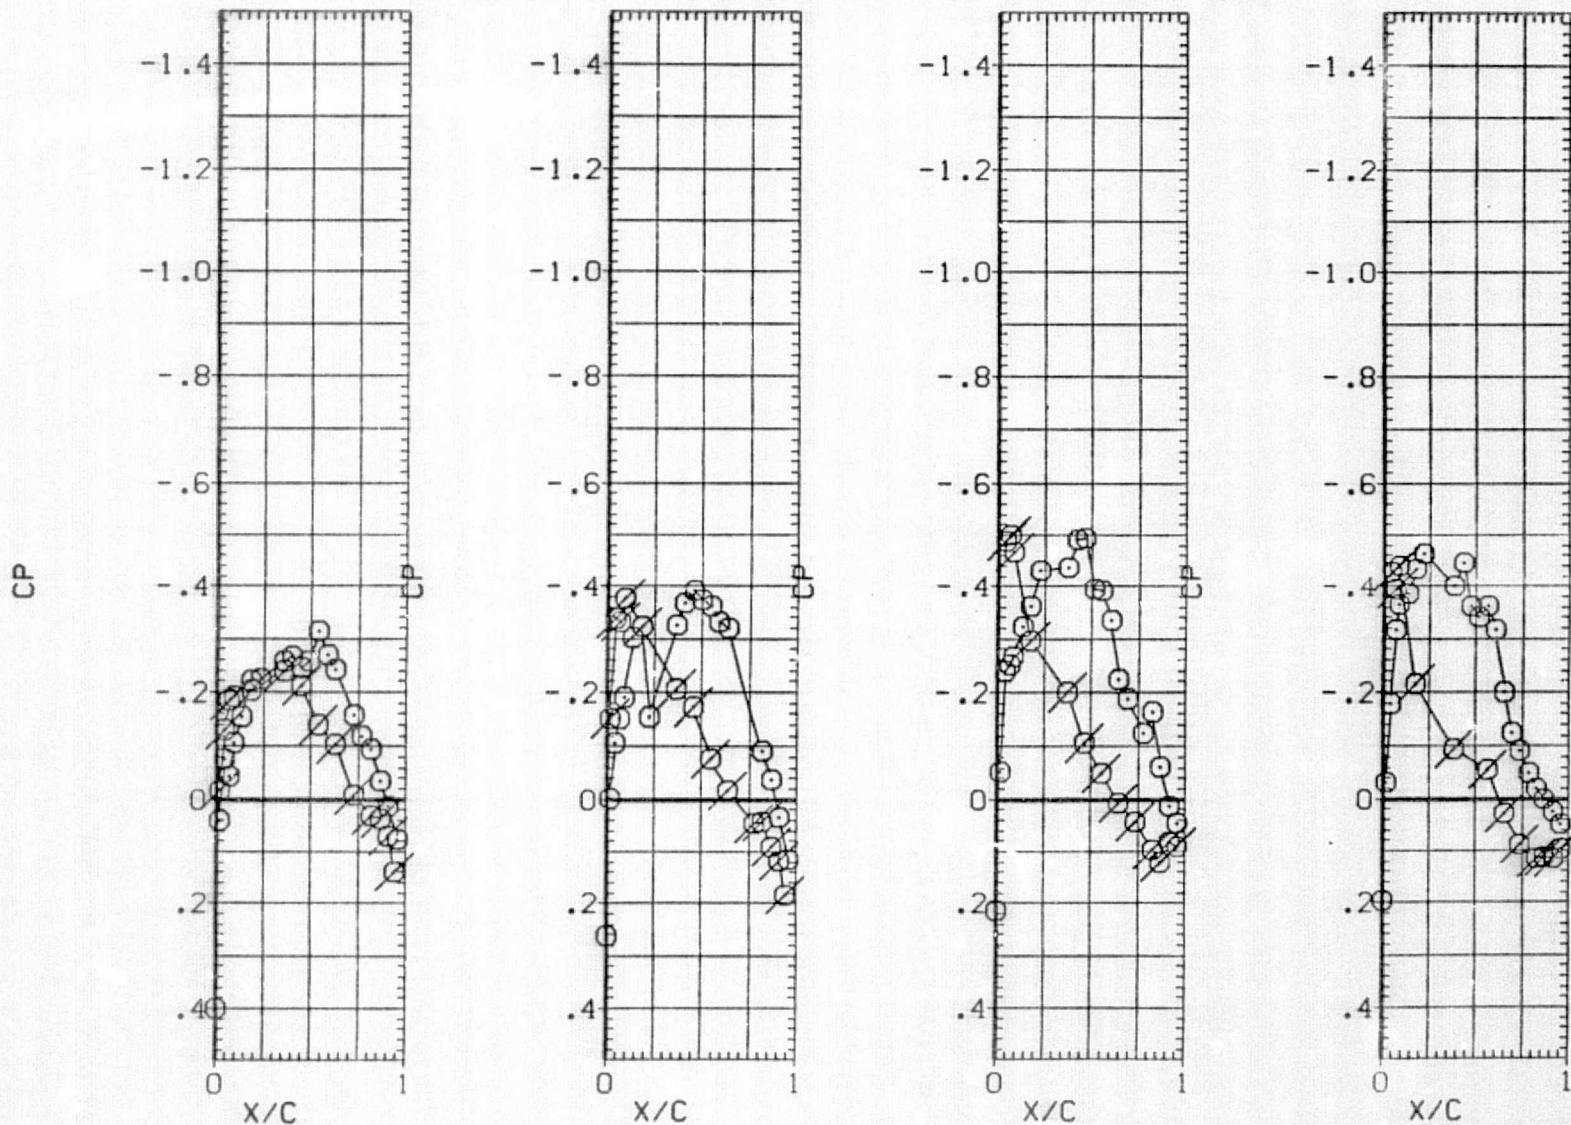 -1.4 -1.4 -1.4 -1.4
-1.2 -1.2 -1.2 -1.2
-1.0 -1.0 -1.0 -1.0
-.8 -.8 -.8 -.8
-.6 -.6 -.6 -.6
CP -.4 -.4 CP -.4 CP -.4
-.2 -.2 -.2 -.2
0 0 0 0
.2 .2 .2
.4 .4 .4 .4
0 1 0 1 0 1 0 1
X/C X/C X/C X/C